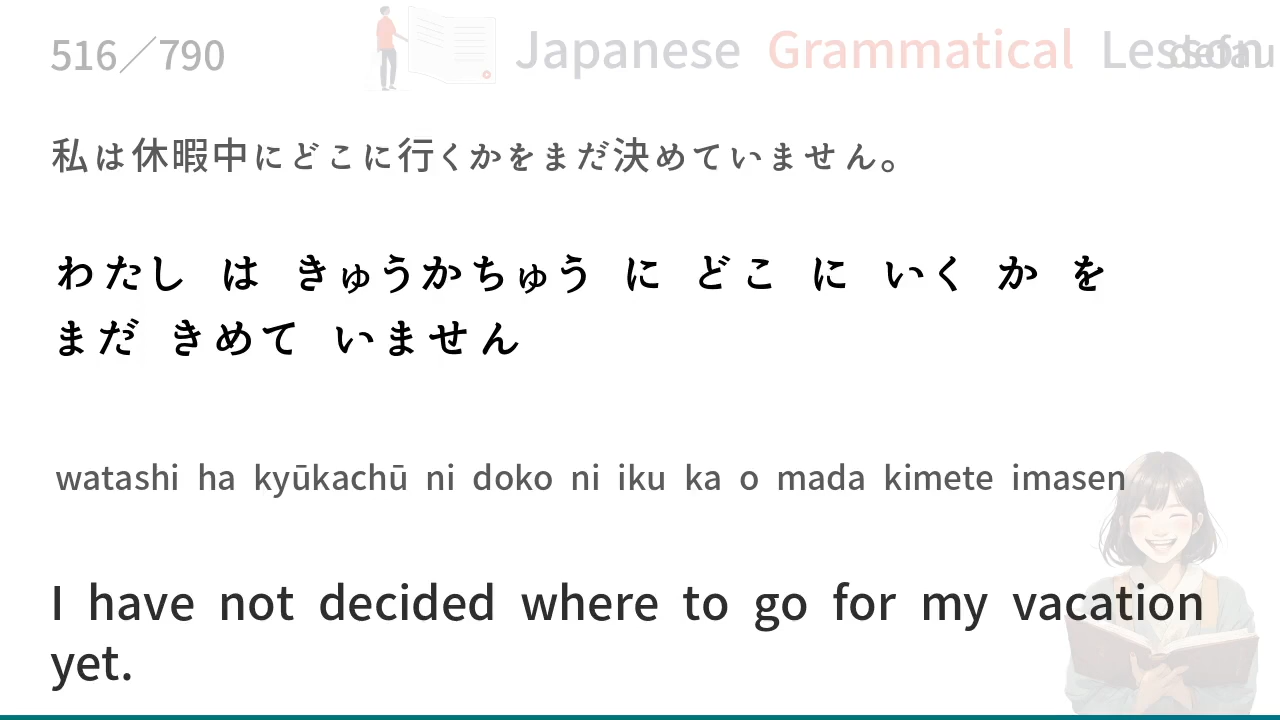 516／790
Japanese Grammatical Lesson
defau
私は休暇中にどこに行くかをまだ決めていません。
わたし は きゅうかちゅう に どこ に いく か を
まだ きめて いません
watashi ha kyūkachū ni doko ni iku ka o mada kimete imasen
I have not decided where to go for my vacation
yet.